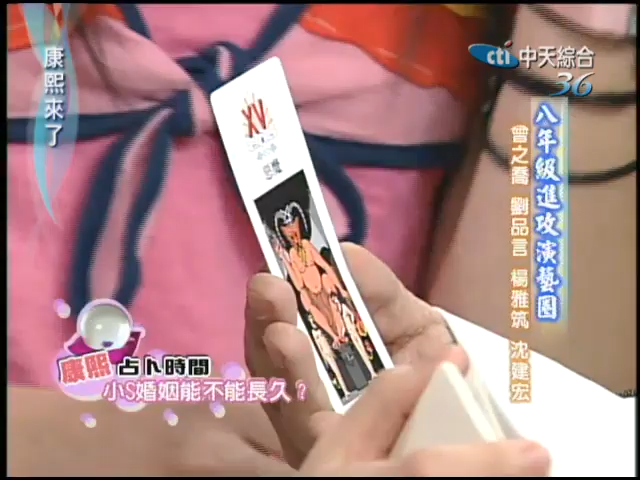 康熙來了
cti 中天綜合
36
八年級進攻演藝圈
曾之喬 劉品言 楊雅筑 沈建宏
XV
康熙占卜時間
小S婚姻能不能長久？